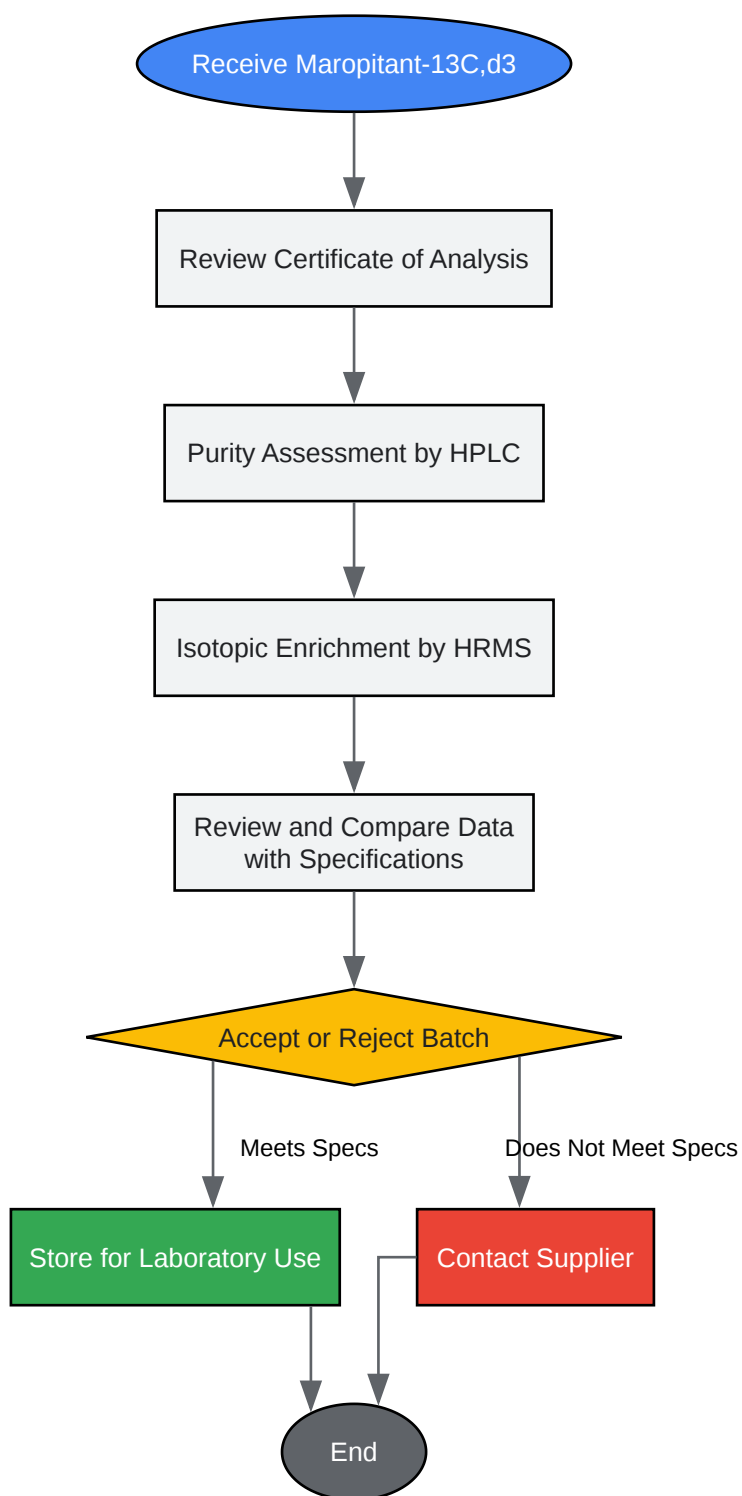 Receive Maropitant-13C,d3
Review Certificate of Analysis
Purity Assessment by HPLC
Isotopic Enrichment by HRMS
Review and Compare Data
with Specifications
Accept or Reject Batch
Meets Specs
Does Not Meet Specs
Store for Laboratory Use
Contact Supplier
End